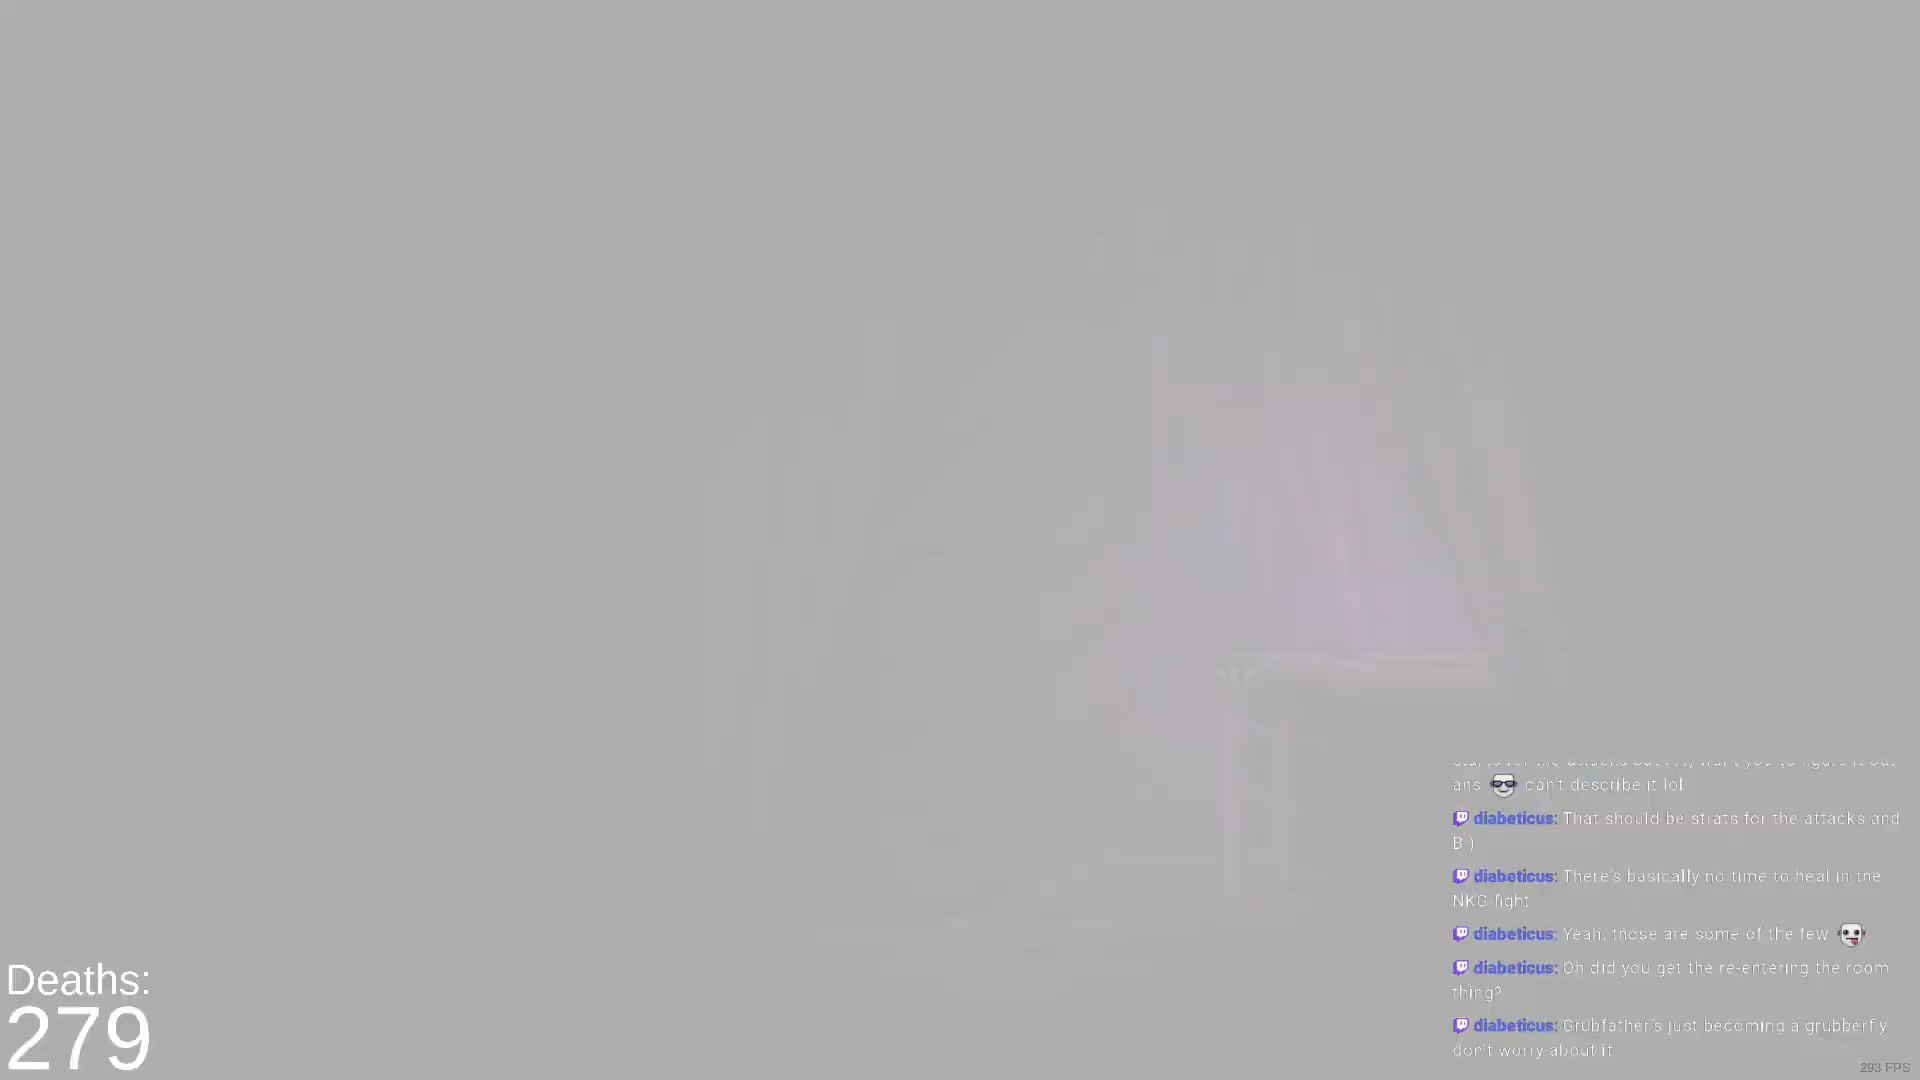 ans can't describe it lol
diabeticus: That should be strats for the attacks and
B )
diabeticus: There's basically no time to heal in the
NKG fight
diabeticus: Yeah, those are some of the few
diabeticus: Oh did you get the re-entering the room
thing?
diabeticus: Grubfather's just becoming a grubberfly
don't worry about it
Deaths:
279
293 FPS